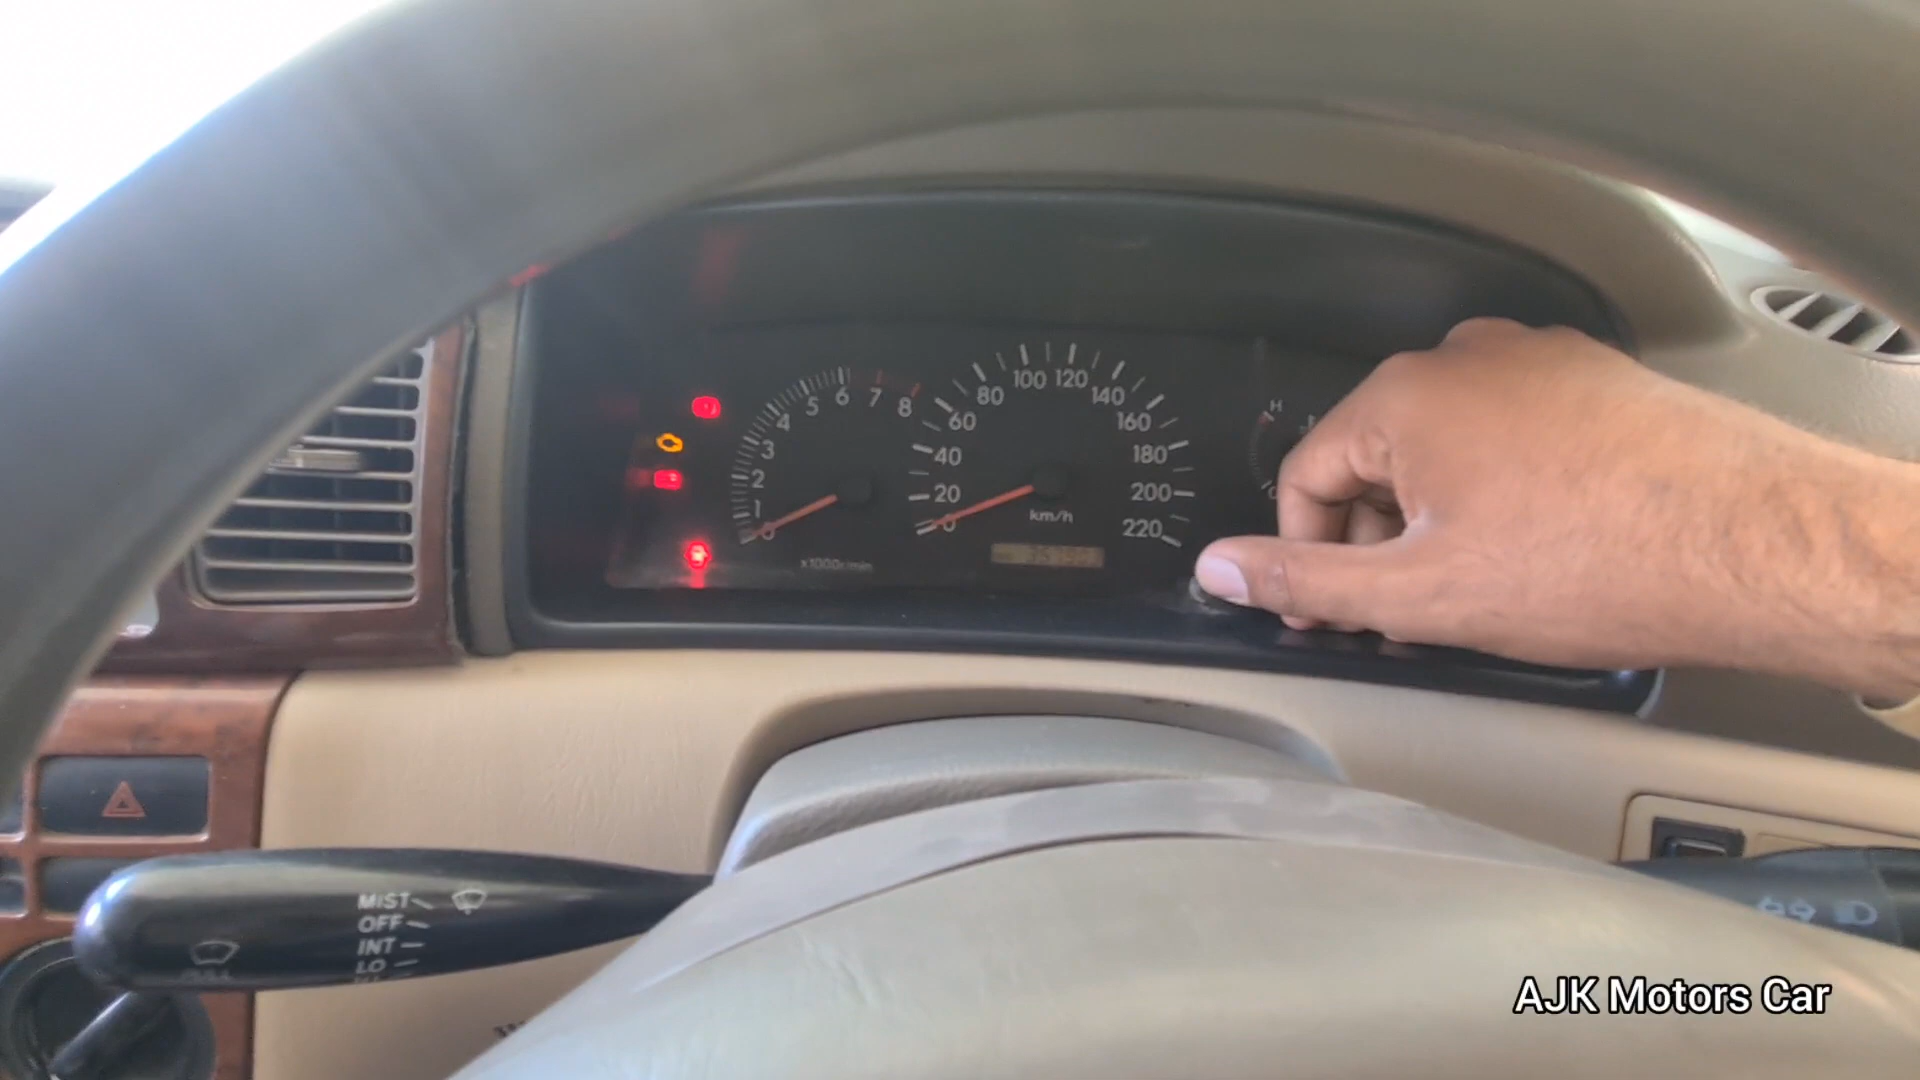 0 1 2 3 4 5 6 7 8
x1000r/min
0 20 40 60 80 100 120 140 160 180 200 220
km/h
H
MIST
OFF
INT
LO
PULL
AJK Motors Car